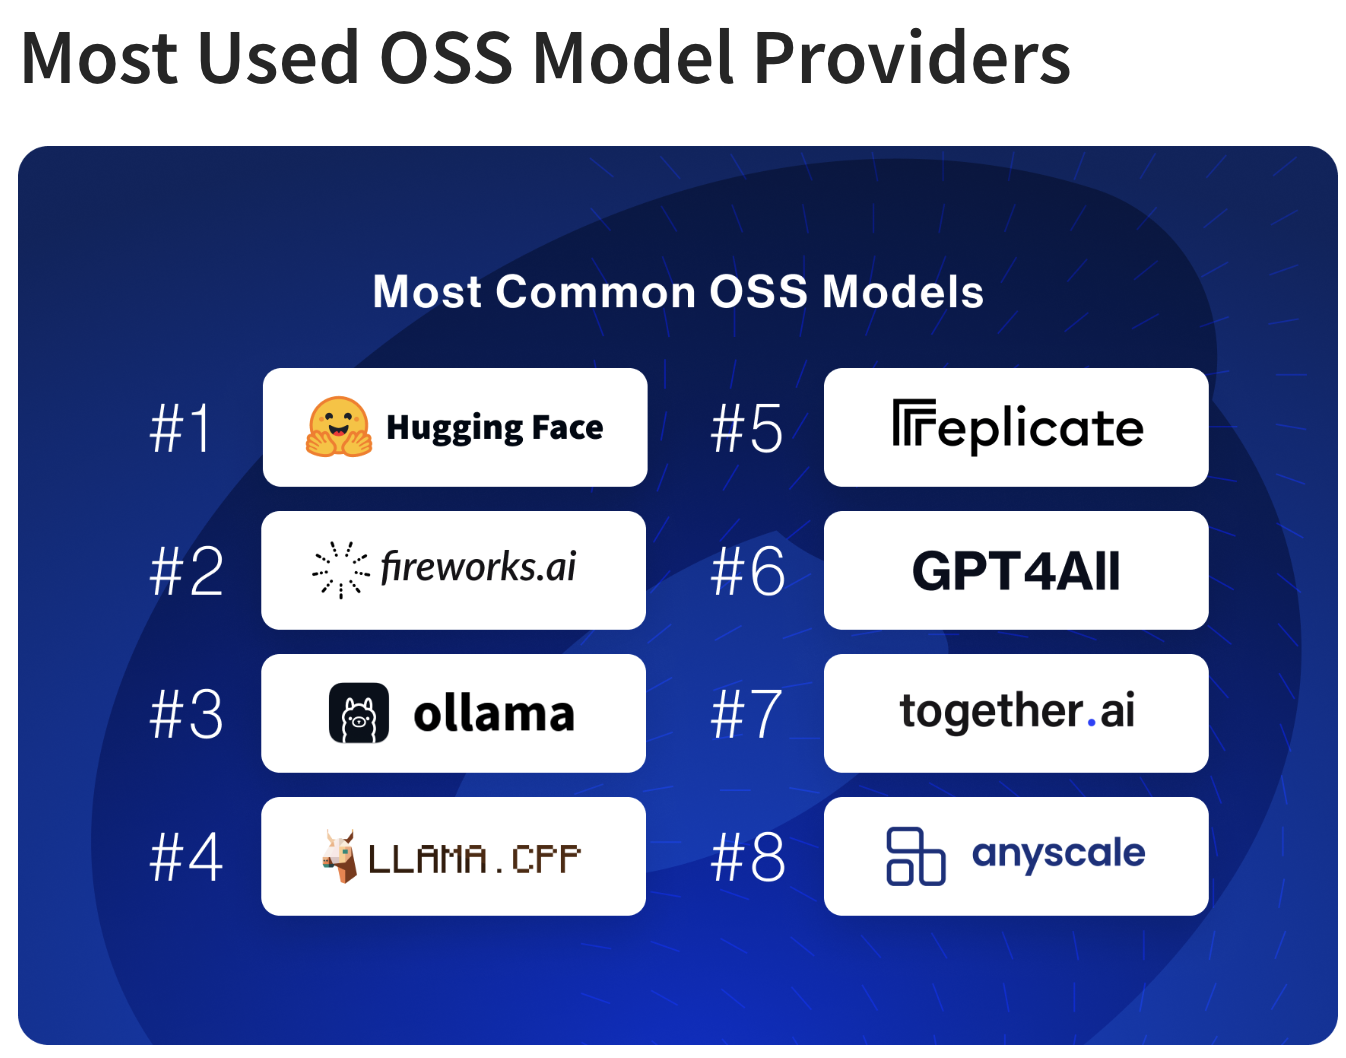 Most Used OSS Model Providers
Most Common OSS Models
#1 Hugging Face
#2 fireworks.ai
#3 ollama
#4 LLAMA.CPP
#5 Replicate
#6 GPT4All
#7 together.ai
#8 anyscale